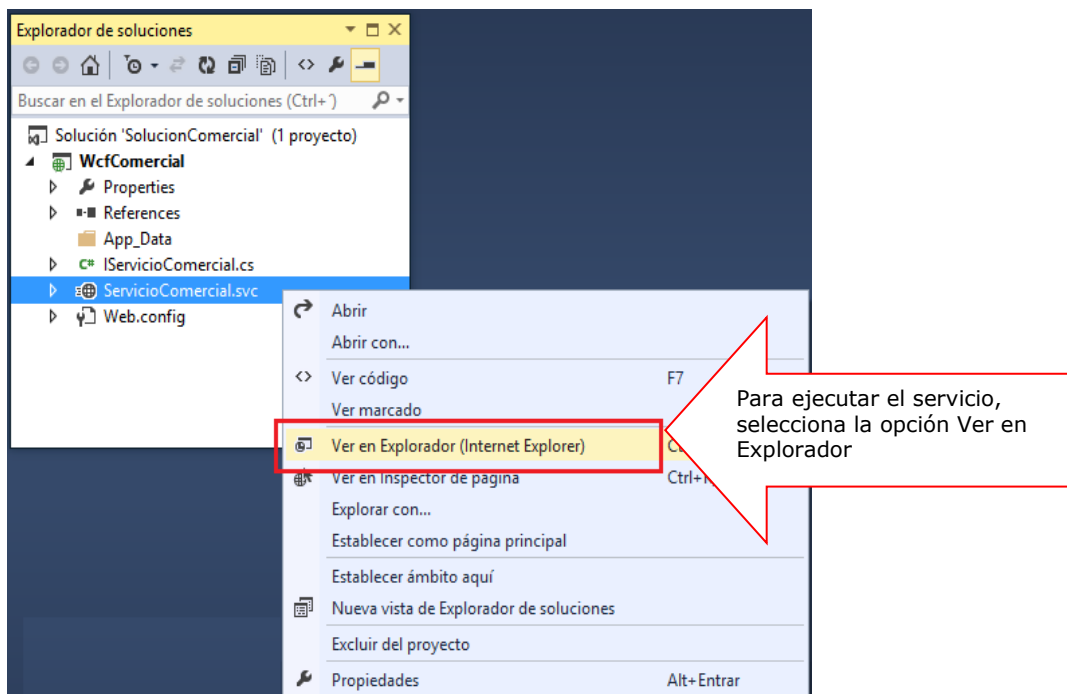 Explorador de soluciones
Buscar en el Explorador de soluciones (Ctrl+´)
Solución 'SolucionComercial' (1 proyecto)
WcfComercial
Properties
References
App_Data
IServicioComercial.cs
ServicioComercial.svc
Web.config
Abrir
Abrir con...
Ver código F7
Ver marcado
Ver en Explorador (Internet Explorer)
Ver en Inspector de página Ctrl+
Explorar con...
Establecer como página principal
Establecer ámbito aquí
Nueva vista de Explorador de soluciones
Excluir del proyecto
Propiedades Alt+Entrar
Para ejecutar el servicio,
selecciona la opción Ver en
Explorador